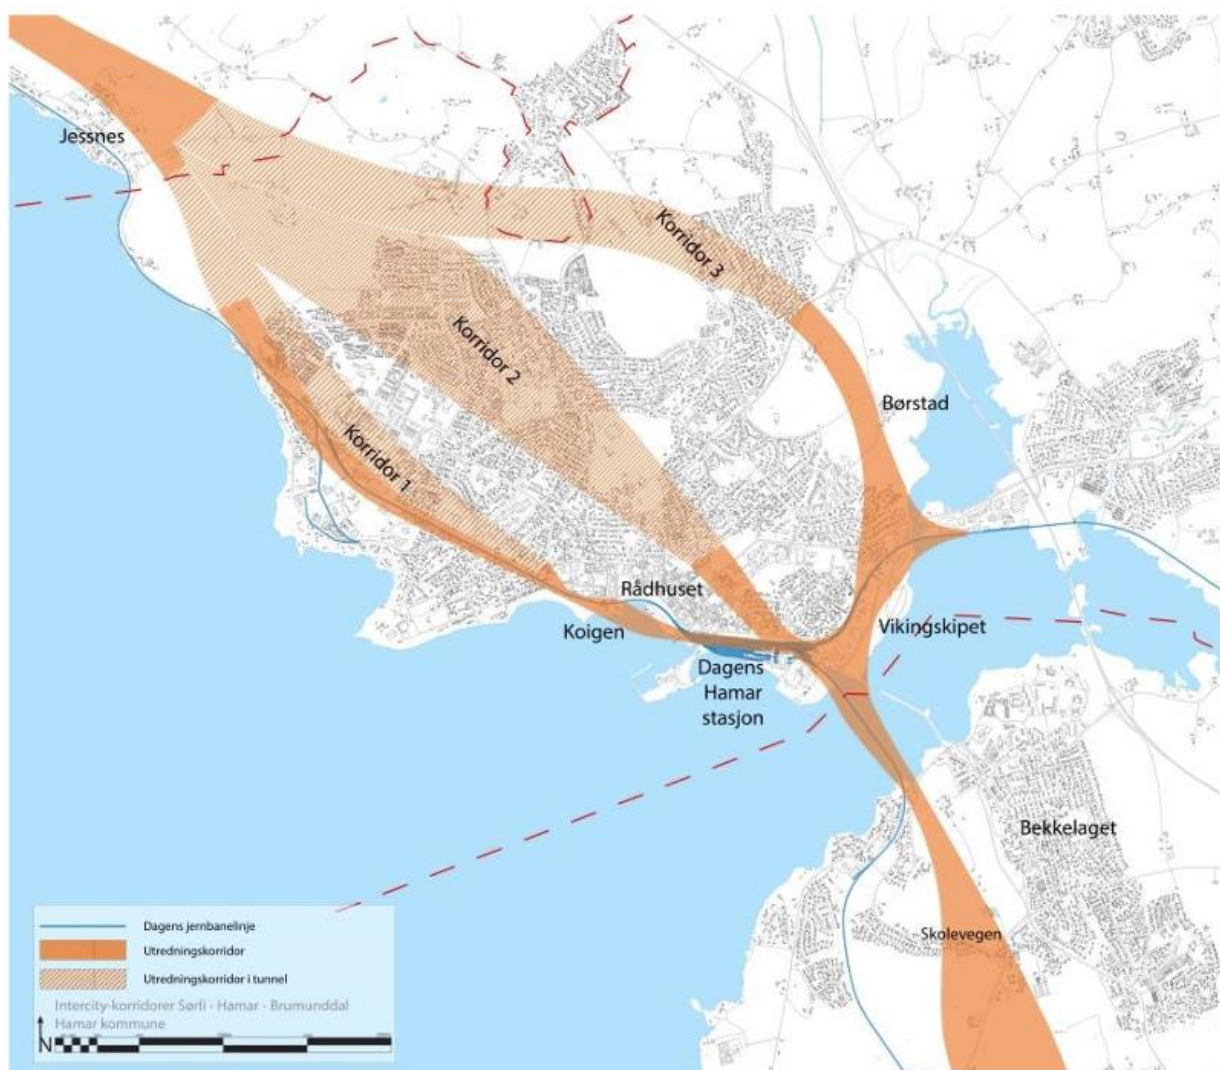 Jessnes
Korridor 3
Korridor 2
Børstad
Korridor 1
Rådhuset
Koigen
Vikingskipet
Dagens
Hamar
stasjon
Bekkelaget
Skolevegen
Dagens jernbanelinje
Utredningskorridor
Utredningskorridor i tunnel
Intercity-korridorer Sørli - Hamar - Brumunddal
Hamar kommune
N